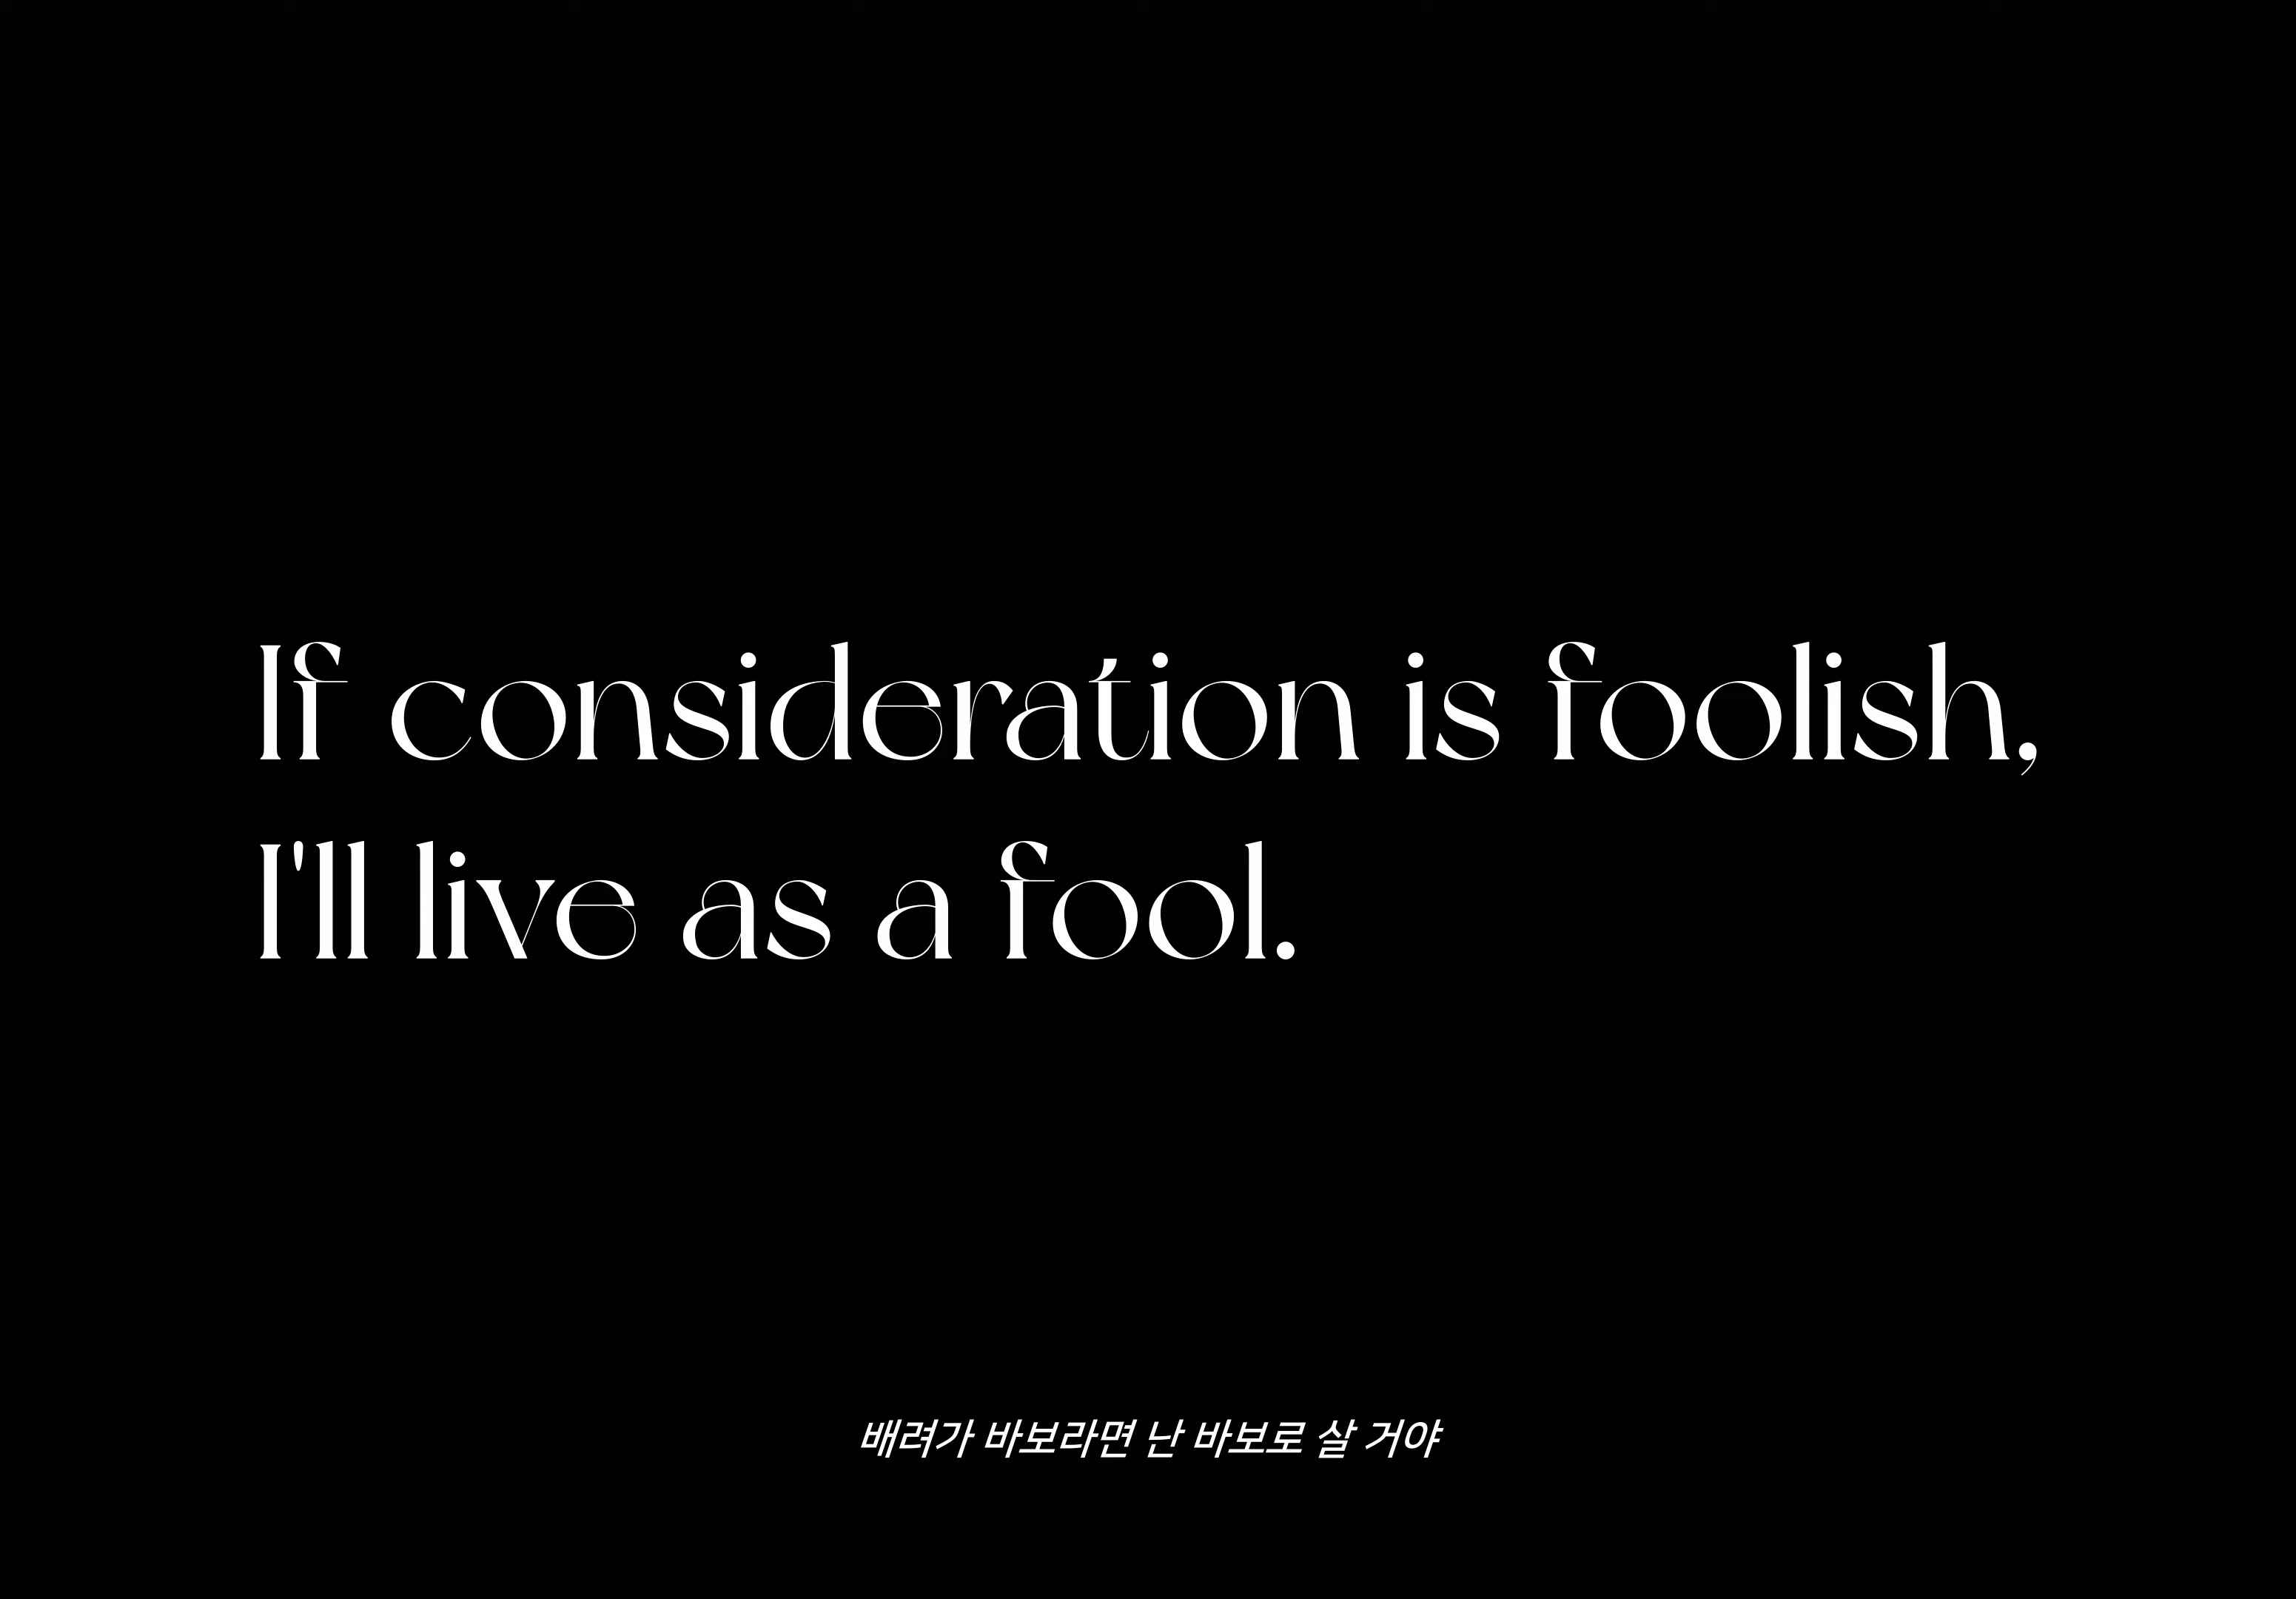 If consideration is foolish,
I'll live as a fool.
배려가 바보라면 난 바보로 살 거야